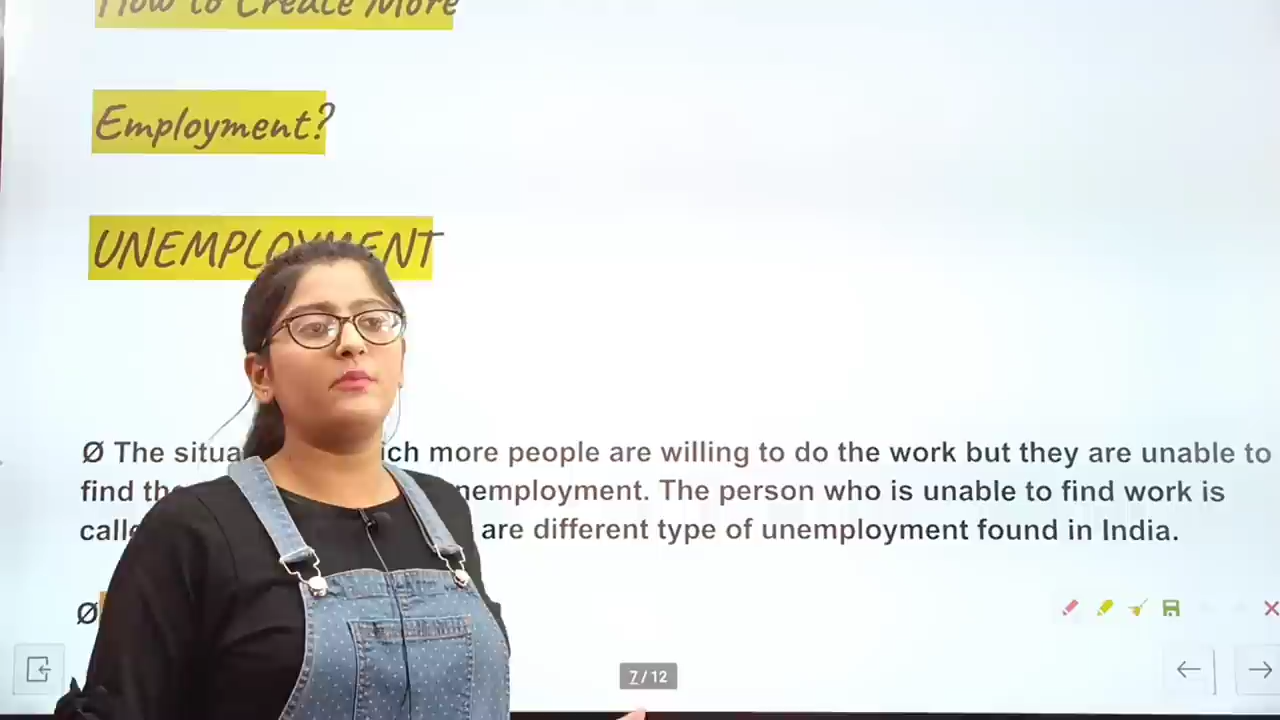 How to Create More
Employment?
UNEMPLOYMENT
Ø The situa ich more people are willing to do the work but they are unable to
find the nemployment. The person who is unable to find work is
calle are different type of unemployment found in India.
Ø
7 / 12